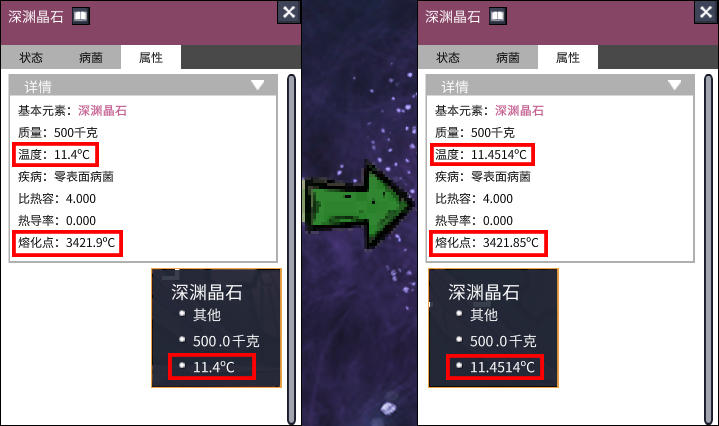 深渊晶石
状态 病菌 属性
详情
基本元素：深渊晶石
质量：500千克
温度：11.4ºC
疾病：零表面病菌
比热容：4.000
热导率：0.000
熔化点：3421.9ºC
深渊晶石
其他
500.0千克
11.4ºC
深渊晶石
状态 病菌 属性
详情
基本元素：深渊晶石
质量：500千克
温度：11.4514ºC
疾病：零表面病菌
比热容：4.000
热导率：0.000
熔化点：3421.85ºC
深渊晶石
其他
500.0千克
11.4514ºC